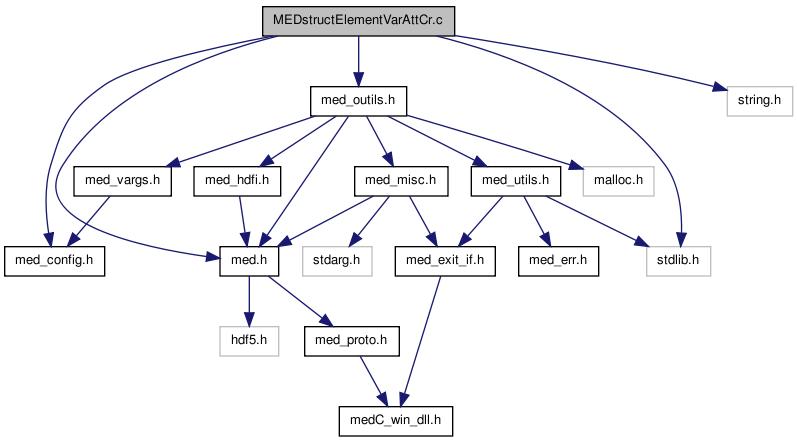 MEDstructElementVarAttCr.c
med_outils.h
string.h
med_vargs.h
med_hdfi.h
med_misc.h
med_utils.h
malloc.h
med_config.h
med.h
stdarg.h
med_exit_if.h
med_err.h
stdlib.h
hdf5.h
med_proto.h
medC_win_dll.h